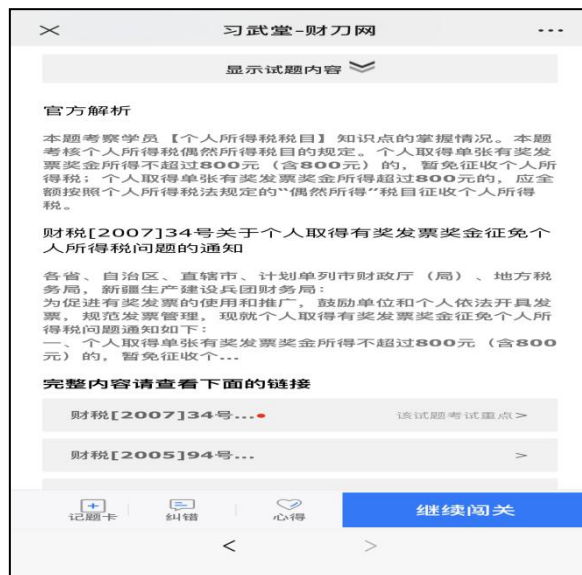 习武堂-财刀网
显示试题内容
官方解析
本题考察学员【个人所得税税目】知识点的掌握情况。本题
考核个人所得税偶然所得税目的规定。个人取得单张有奖发
票奖金所得不超过800元（含800元）的，暂免征收个人所
得税；个人取得单张有奖发票奖金所得超过800元的，应全
额按照个人所得税法规定的“偶然所得”税目征收个人所得
税。
财税[2007]34号关于个人取得有奖发票奖金征免个
人所得税问题的通知
各省、自治区、直辖市、计划单列市财政厅（局）、地方税
务局，新疆生产建设兵团财务局：
为促进有奖发票的使用和推广，鼓励单位和个人依法开具发
票，规范发票管理，现就个人取得有奖发票奖金征免个人所
得税问题通知如下：
一、个人取得单张有奖发票奖金所得不超过800元（含800
元）的，暂免征收个...
完整内容请查看下面的链接
财税[2007]34号... 该试题考试重点>
财税[2005]94号... >
记题卡 纠错 心得 继续闯关
< >